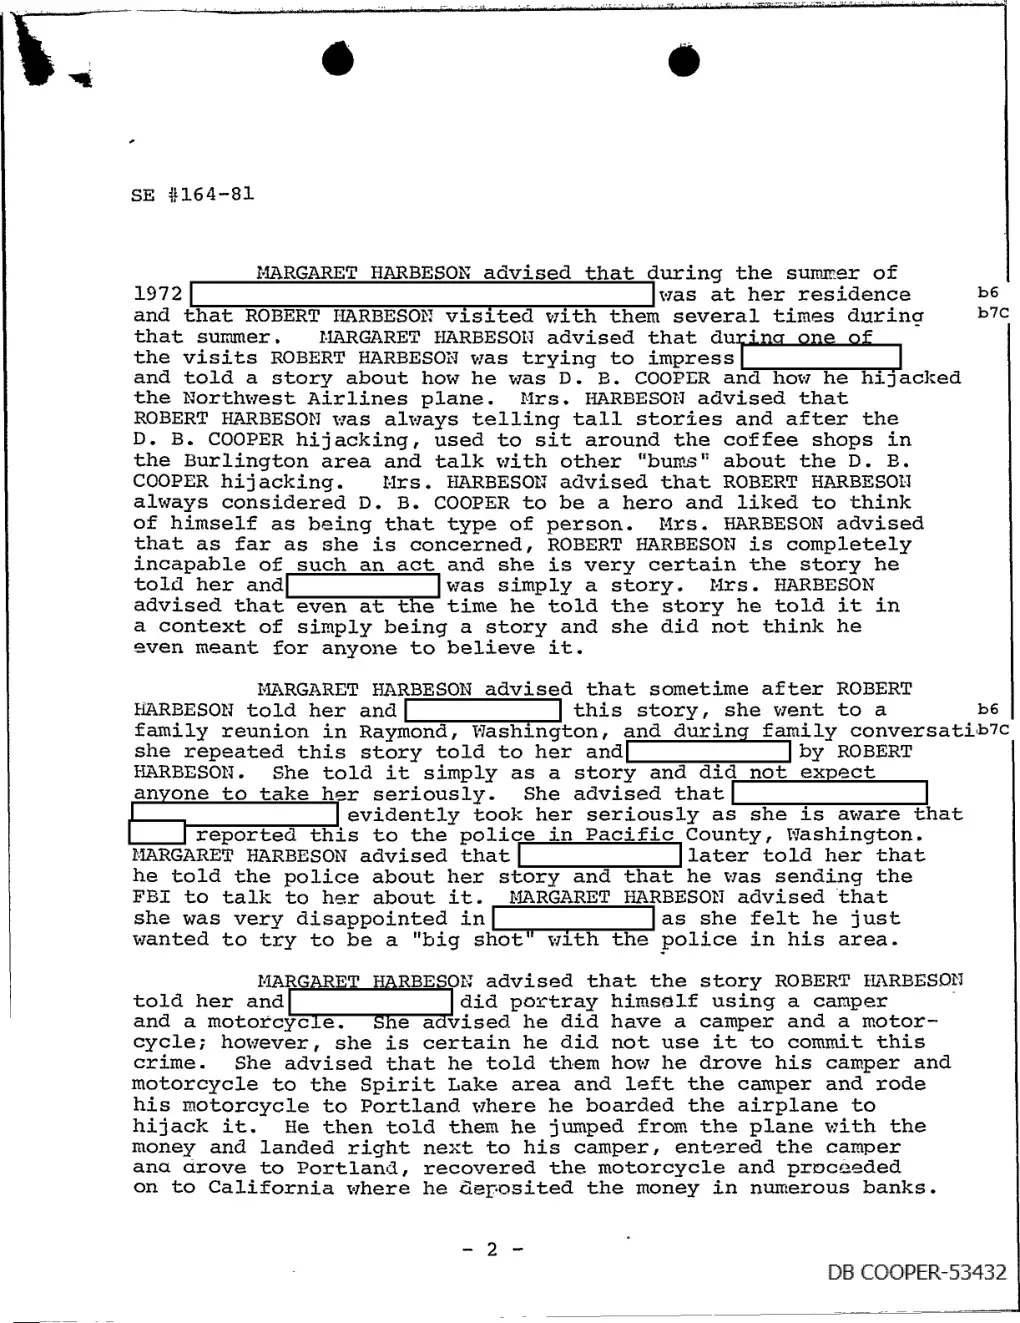 SE #164-81
MARGARET HARBESON advised that during the summer of
1972 was at her residence b6
and that ROBERT HARBESON visited with them several times during b7C
that summer. MARGARET HARBESON advised that during one of
the visits ROBERT HARBESON was trying to impress
and told a story about how he was D. B. COOPER and how he hijacked
the Northwest Airlines plane. Mrs. HARBESON advised that
ROBERT HARBESON was always telling tall stories and after the
D. B. COOPER hijacking, used to sit around the coffee shops in
the Burlington area and talk with other "bums" about the D. B.
COOPER hijacking. Mrs. HARBESON advised that ROBERT HARBESON
always considered D. B. COOPER to be a hero and liked to think
of himself as being that type of person. Mrs. HARBESON advised
that as far as she is concerned, ROBERT HARBESON is completely
incapable of such an act and she is very certain the story he
told her and was simply a story. Mrs. HARBESON
advised that even at the time he told the story he told it in
a context of simply being a story and she did not think he
even meant for anyone to believe it.
MARGARET HARBESON advised that sometime after ROBERT
HARBESON told her and this story, she went to a b6
family reunion in Raymond, Washington, and during family conversati b7C
she repeated this story told to her and by ROBERT
HARBESON. She told it simply as a story and did not expect
anyone to take her seriously. She advised that
evidently took her seriously as she is aware that
reported this to the police in Pacific County, Washington.
MARGARET HARBESON advised that later told her that
he told the police about her story and that he was sending the
FBI to talk to her about it. MARGARET HARBESON advised that
she was very disappointed in as she felt he just
wanted to try to be a "big shot" with the police in his area.
MARGARET HARBESON advised that the story ROBERT HARBESON
told her and did portray himself using a camper
and a motorcycle. She advised he did have a camper and a motor-
cycle; however, she is certain he did not use it to commit this
crime. She advised that he told them how he drove his camper and
motorcycle to the Spirit Lake area and left the camper and rode
his motorcycle to Portland where he boarded the airplane to
hijack it. He then told them he jumped from the plane with the
money and landed right next to his camper, entered the camper
and drove to Portland, recovered the motorcycle and proceeded
on to California where he deposited the money in numerous banks.
- 2 -
DB COOPER-53432